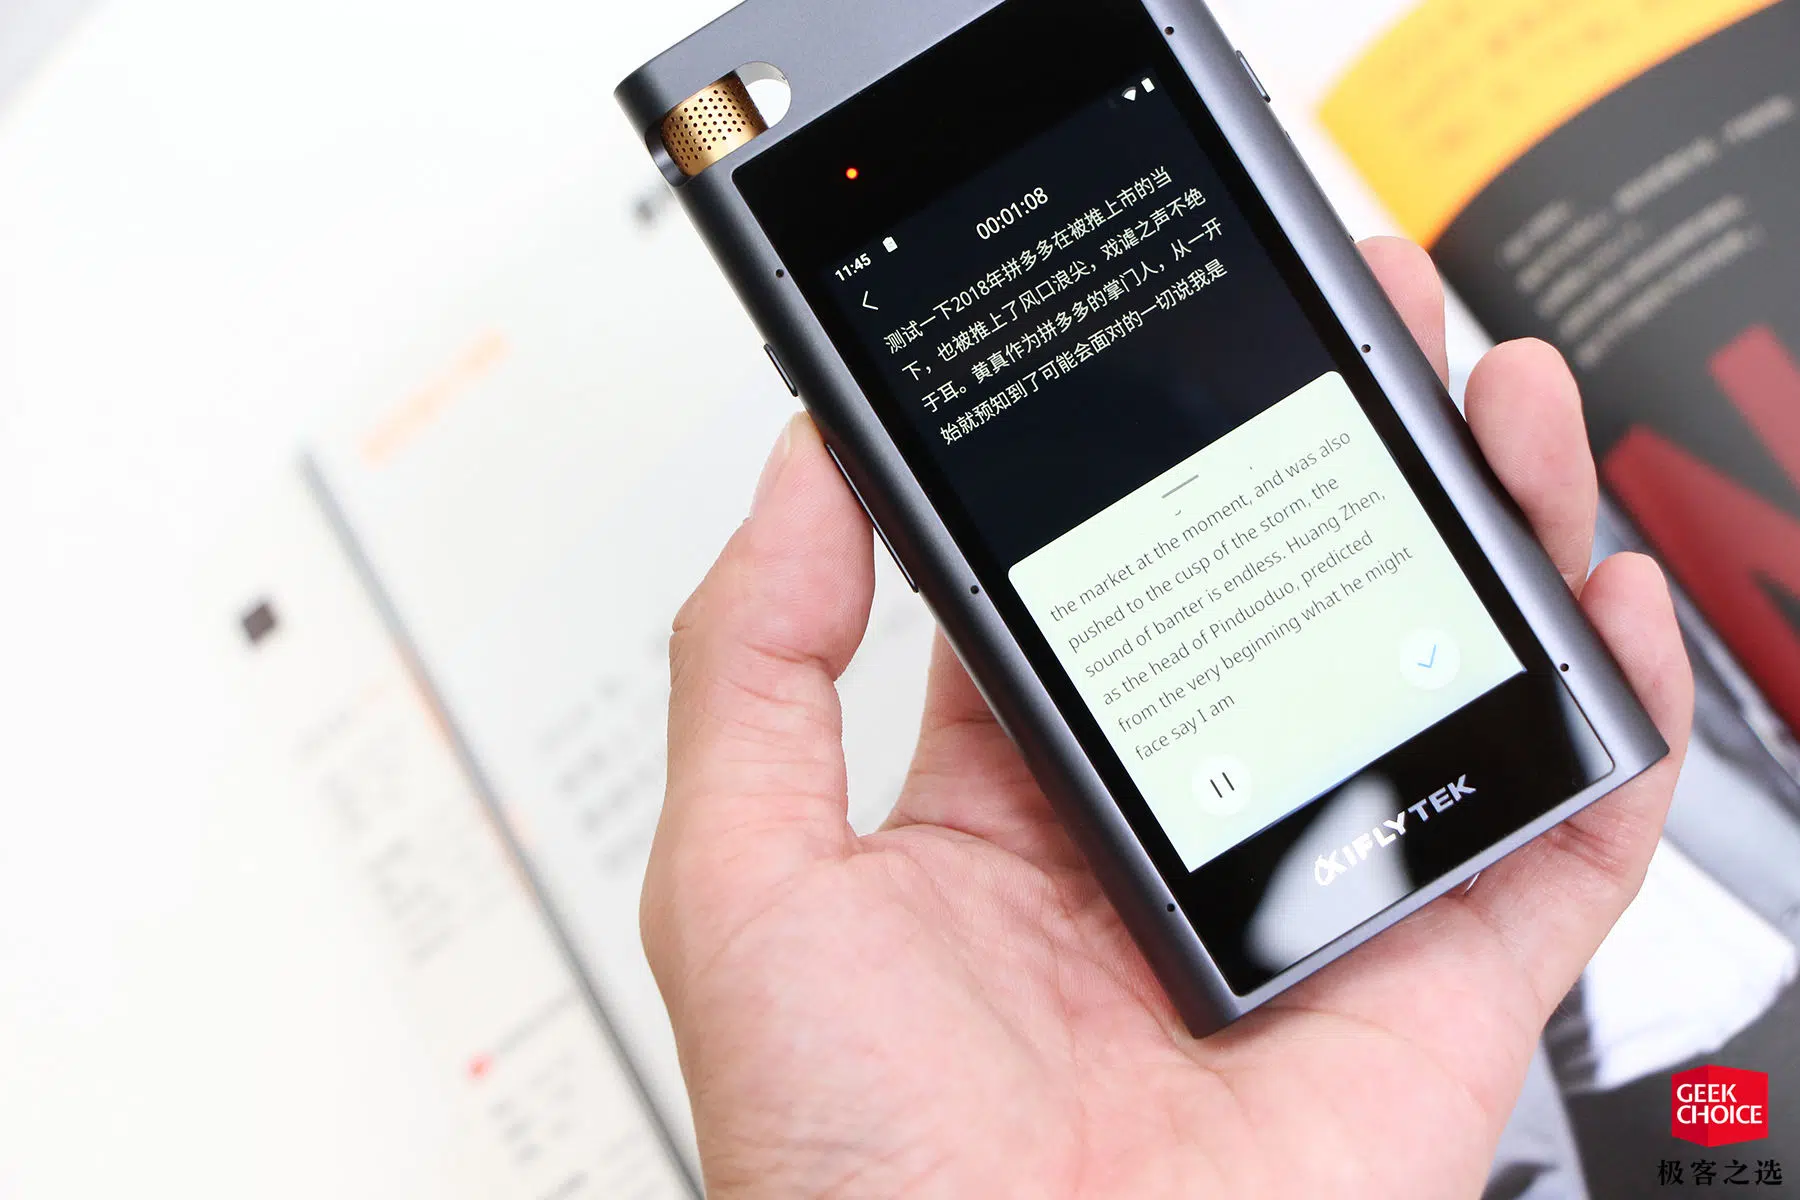 11:45
00:01:08
测试一下2018年拼多多在被推上市的当
下，也被推上了风口浪尖，戏谑之声不绝
于耳。黄真作为拼多多的掌门人，从一开
始就预知到了可能会面对的一切说我是
the market at the moment, and was also
pushed to the cusp of the storm, the
sound of banter is endless. Huang Zhen,
as the head of Pinduoduo, predicted
from the very beginning what he might
face say I am
iFLYTEK
GEEK
CHOICE
极客之选